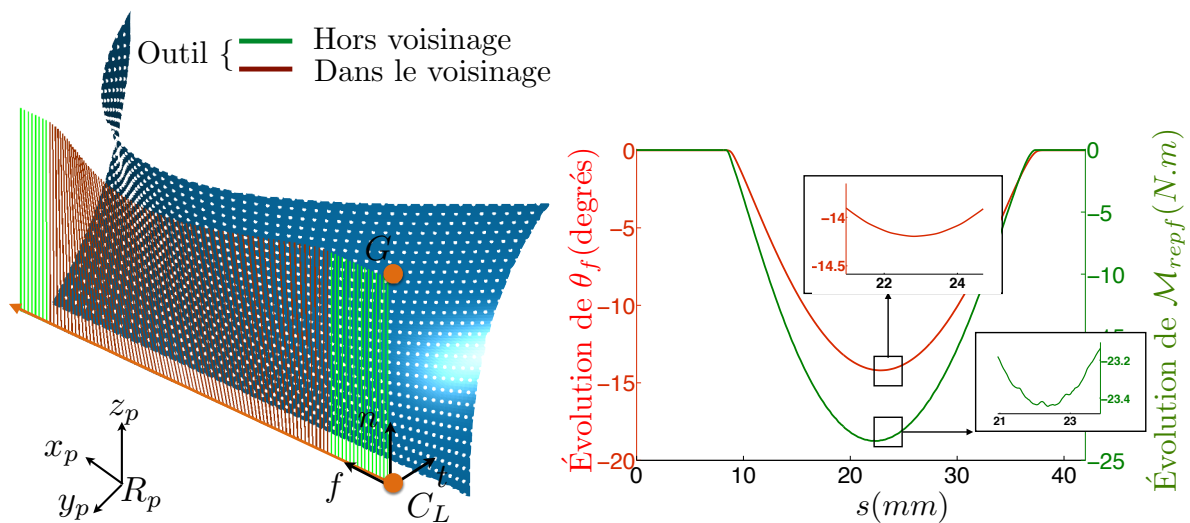 Outil {
Hors voisinage
Dans le voisinage
G
n
z_p
x_p
y_p
R_p
f
t
C_L
Évolution de θ_f (degrés)
0
−5
−10
−15
−20
0
10
20
30
40
s(mm)
0
−5
−10
−25
Évolution de M_repf (N.m)
−14
−14.5
22
24
−23.2
−23.4
21
23